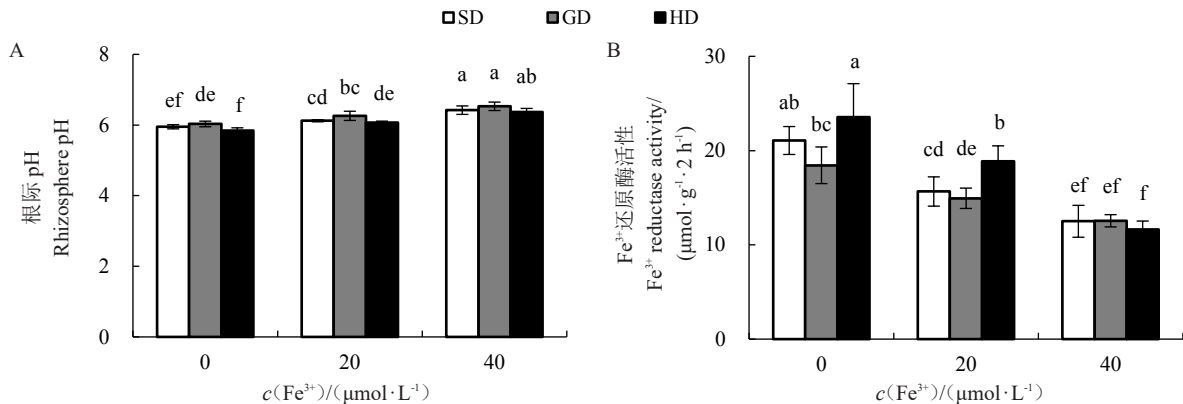 SD GD HD
A
8
6
4
2
0
根际 pH
Rhizosphere pH
ef de f cd bc de a a ab
0 20 40
c(Fe³⁺)/(μmol·L⁻¹)
B
30
20
10
0
Fe³⁺还原酶活性
Fe³⁺ reductase activity/
(μmol·g⁻¹·2 h⁻¹)
ab bc a cd de b ef ef f
0 20 40
c(Fe³⁺)/(μmol·L⁻¹)